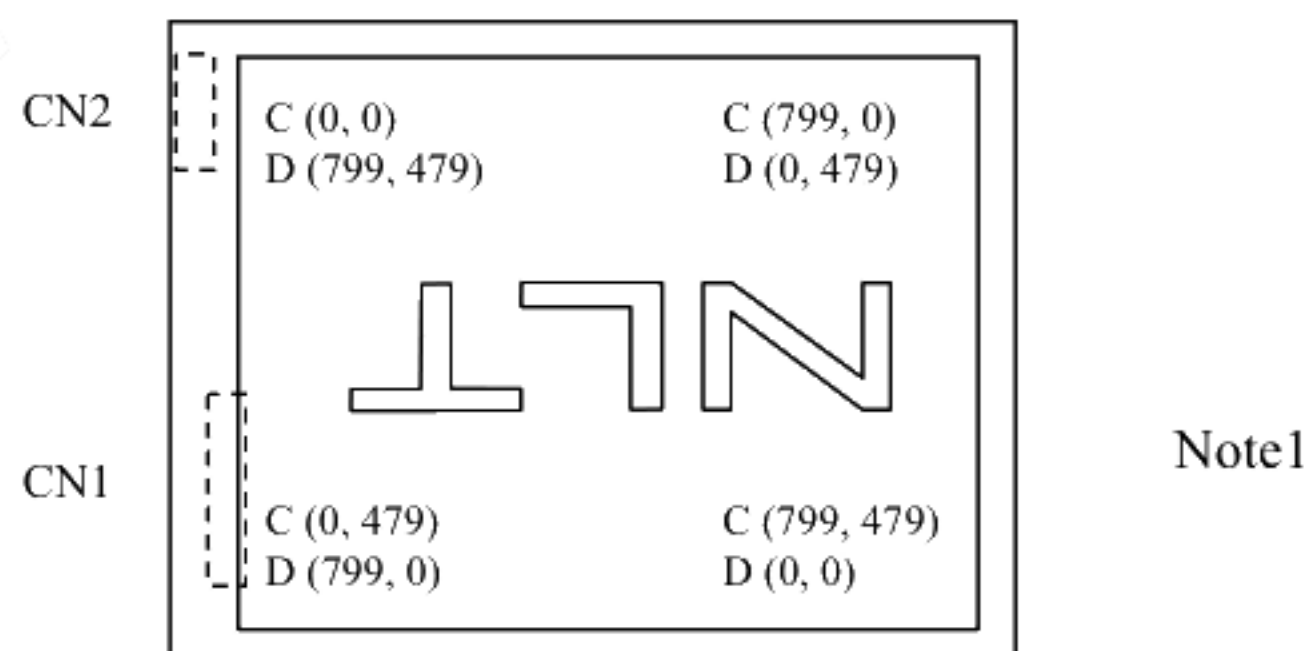 CN2
C (0, 0) C (799, 0)
D (799, 479) D (0, 479)
NLT
Note1
CN1
C (0, 479) C (799, 479)
D (799, 0) D (0, 0)